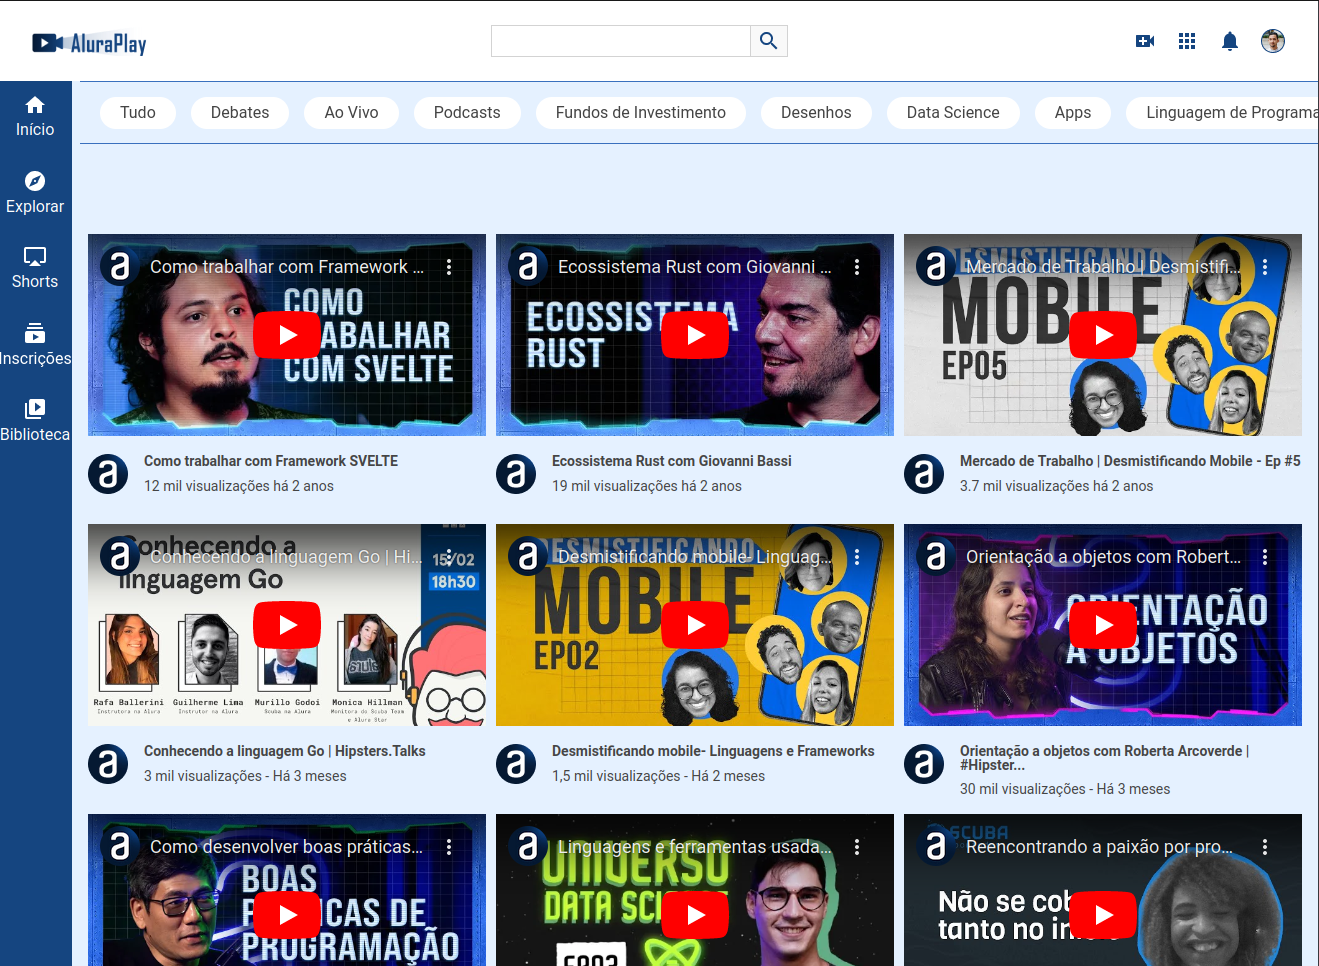 AluraPlay
Início
Explorar
Shorts
Inscrições
Biblioteca
Tudo
Debates
Ao Vivo
Podcasts
Fundos de Investimento
Desenhos
Data Science
Apps
Linguagem de Programa
Como trabalhar com Framework ...
COMO
TRABALHAR
COM SVELTE
Como trabalhar com Framework SVELTE
12 mil visualizações há 2 anos
Ecossistema Rust com Giovanni ...
ECOSSISTEMA
RUST
Ecossistema Rust com Giovanni Bassi
19 mil visualizações há 2 anos
Mercado de Trabalho | Desmistifi...
DESMISTIFICANDO
MOBILE
EP05
Mercado de Trabalho | Desmistificando Mobile - Ep #5
3.7 mil visualizações há 2 anos
Conhecendo a linguagem Go | Hi...
Conhecendo a
linguagem Go
15/02
18h30
Rafa Ballerini
Instrutora na Alura
Guilherme Lima
Instrutor na Alura
Murillo Godoi
Scuba na Alura
Monica Hillman
Monitora do Scuba Team
e Alura Star
Conhecendo a linguagem Go | Hipsters.Talks
3 mil visualizações - Há 3 meses
Desmistificando mobile- Linguag...
DESMISTIFICANDO
MOBILE
EP02
Desmistificando mobile- Linguagens e Frameworks
1,5 mil visualizações - Há 2 meses
Orientação a objetos com Robert...
ORIENTAÇÃO
A OBJETOS
Orientação a objetos com Roberta Arcoverde |
#Hipster...
30 mil visualizações - Há 3 meses
Como desenvolver boas práticas...
BOAS
PRÁTICAS DE
PROGRAMAÇÃO
Linguagens e ferramentas usada...
UNIVERSO
DATA SCI
EP03
Reencontrando a paixão por pro...
SCUBA
Não se cob
tanto no in